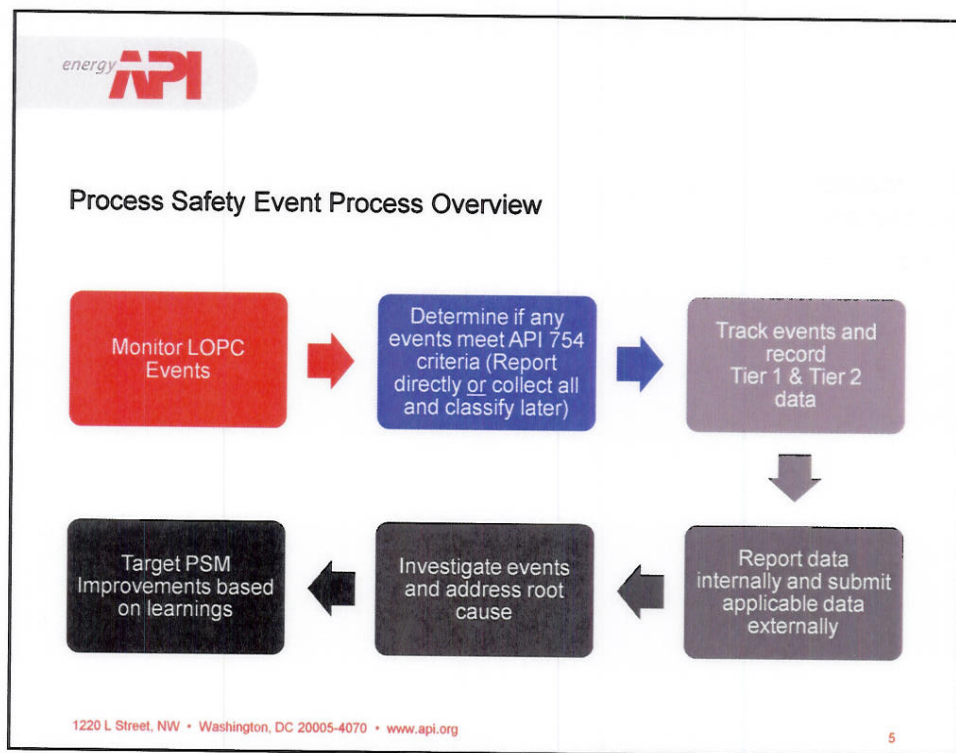 energy API
Process Safety Event Process Overview
Monitor LOPC
Events
Determine if any
events meet API 754
criteria (Report
directly or collect all
and classify later)
Track events and
record
Tier 1 & Tier 2
data
Report data
internally and submit
applicable data
externally
Investigate events
and address root
cause
Target PSM
Improvements based
on learnings
1220 L Street, NW • Washington, DC 20005-4070 • www.api.org
5